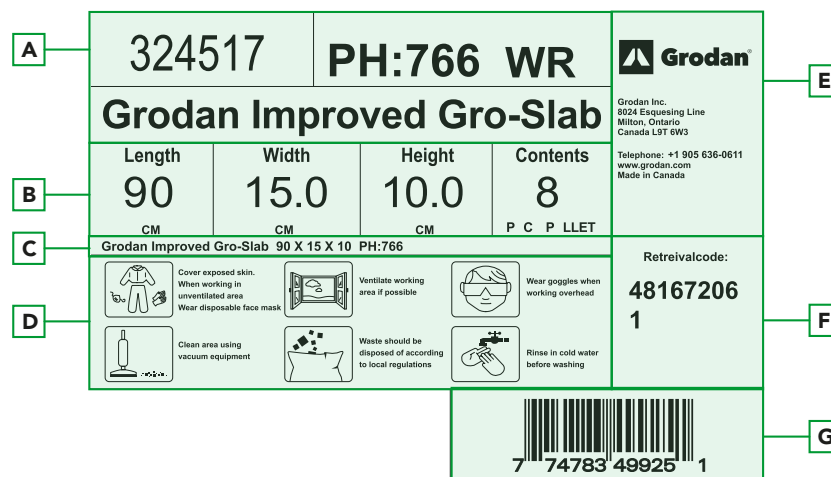 A
324517
PH:766 WR
Grodan Improved Gro-Slab
Grodan®
Grodan Inc.
8024 Esquesing Line
Milton, Ontario
Canada L9T 6W3
Telephone: +1 905 636-0611
www.grodan.com
Made in Canada
E
B
Length
90
CM
Width
15.0
CM
Height
10.0
CM
Contents
8
P C P LLET
C
Grodan Improved Gro-Slab 90 X 15 X 10 PH:766
D
Cover exposed skin.
When working in
unventilated area
Wear disposable face mask
Ventilate working
area if possible
Wear goggles when
working overhead
Clean area using
vacuum equipment
Waste should be
disposed of according
to local regulations
Rinse in cold water
before washing
Retreivalcode:
48167206
1
F
7 74783 49925 1
G